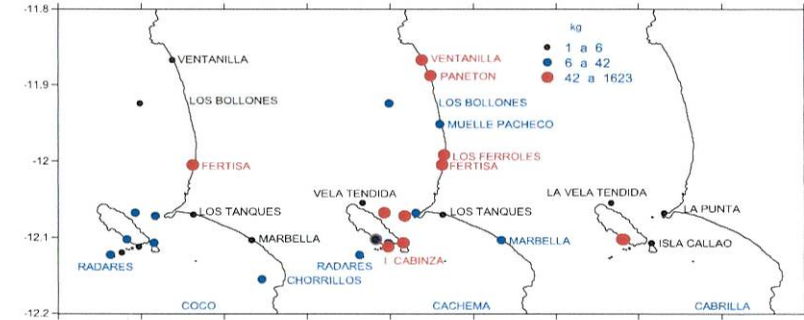 -11.8
kg
1 a 6
6 a 42
42 a 1623
VENTANILLA
VENTANILLA
PANETON
-11.9
LOS BOLLONES
LOS BOLLONES
MUELLE PACHECO
-12
FERTISA
LOS FERROLES
FERTISA
VELA TENDIDA
LA VELA TENDIDA
LOS TANQUES
LOS TANQUES
LA PUNTA
-12.1
MARBELLA
MARBELLA
ISLA CALLAO
RADARES
RADARES
I CABINZA
CHORRILLOS
COCO
CACHEMA
CABRILLA
-12.2